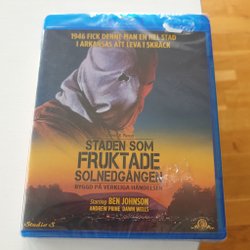 1946 FICK DENNE MAN EN HEL STAD
I ARKANSAS ATT LEVA I SKRÄCK
STADEN SOM
FRUKTADE
SOLNEDGÅNGEN
BYGGD PÅ VERKLIGA HÄNDELSER
Starring BEN JOHNSON
ANDREW PRINE, DAWN WELLS
Studio S